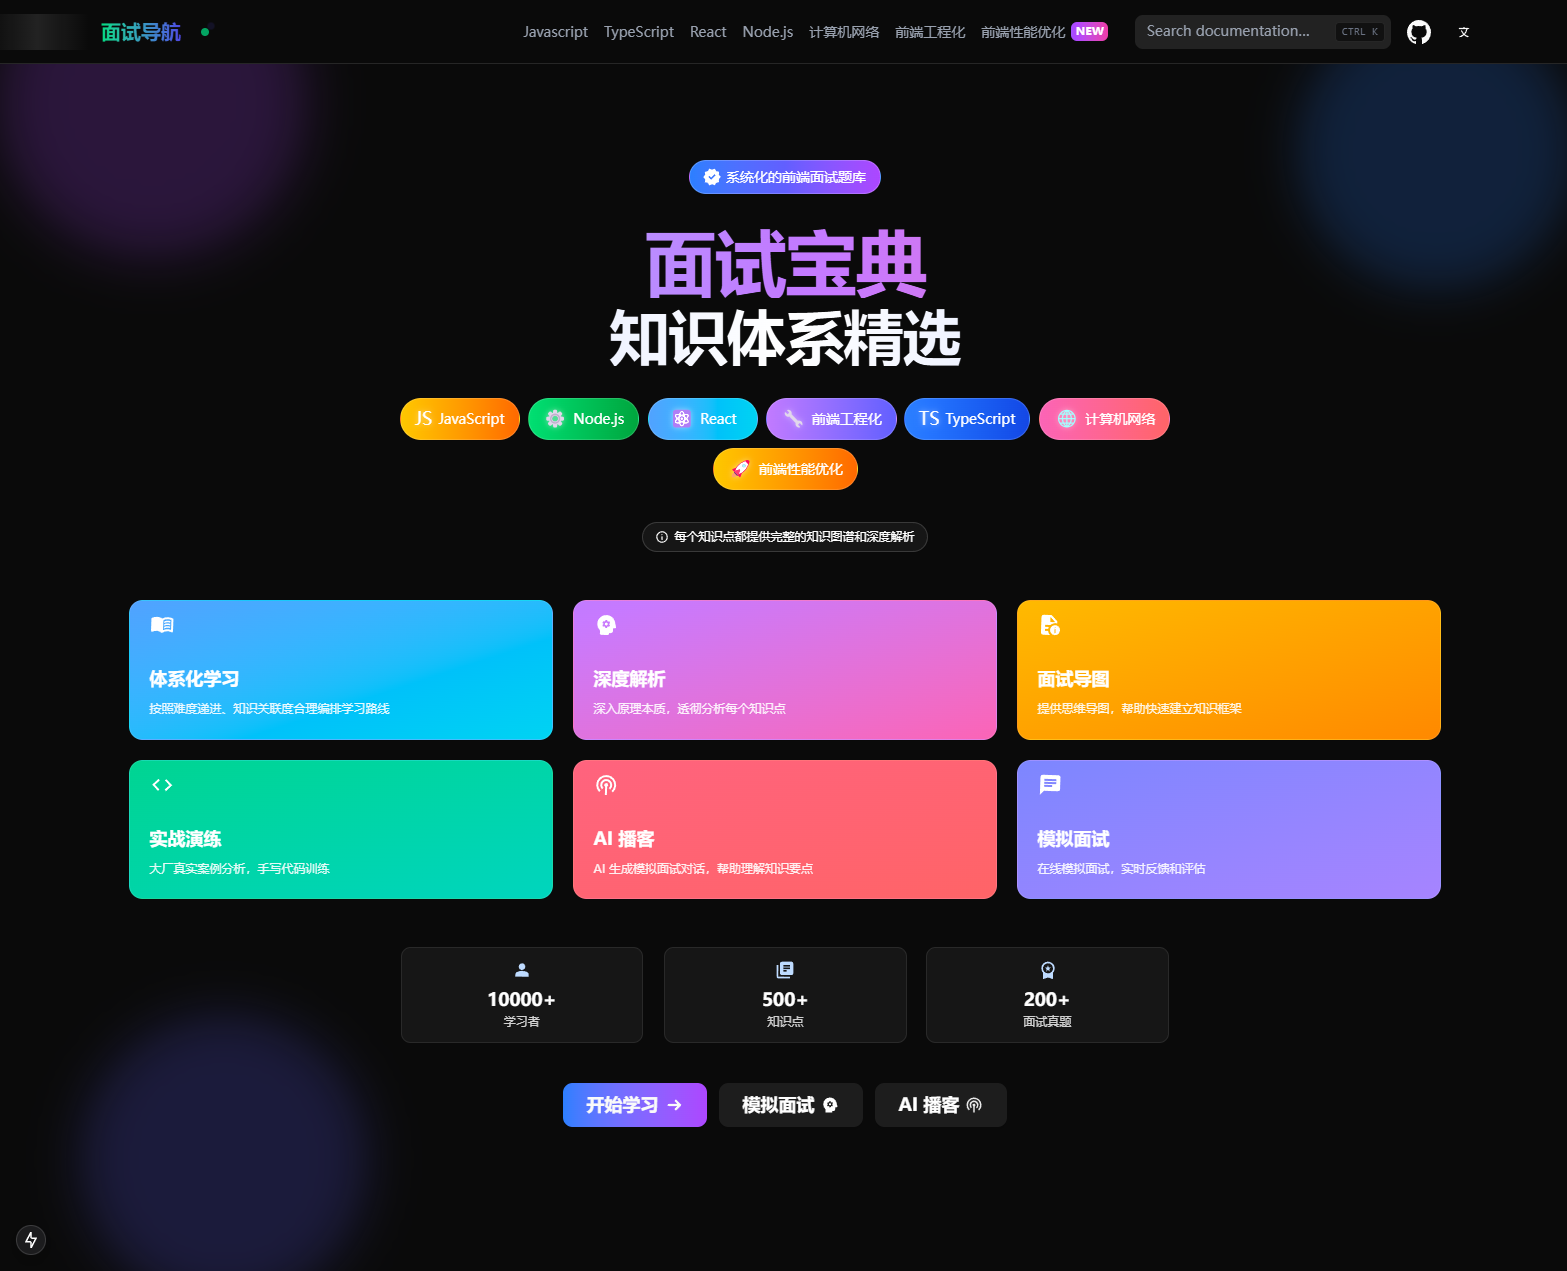 面试导航
Javascript TypeScript React Node.js 计算机网络 前端工程化 前端性能优化 NEW Search documentation... CTRL K 文
系统化的前端面试题库
面试宝典
知识体系精选
JS JavaScript Node.js React 前端工程化 TS TypeScript 计算机网络
前端性能优化
每个知识点都提供完整的知识图谱和深度解析
体系化学习
按照难度递进、知识关联度合理编排学习路线
深度解析
深入原理本质，透彻分析每个知识点
面试导图
提供思维导图，帮助快速建立知识框架
实战演练
大厂真实案例分析，手写代码训练
AI 播客
AI 生成模拟面试对话，帮助理解知识要点
模拟面试
在线模拟面试，实时反馈和评估
10000+
学习者
500+
知识点
200+
面试真题
开始学习 → 模拟面试 AI 播客